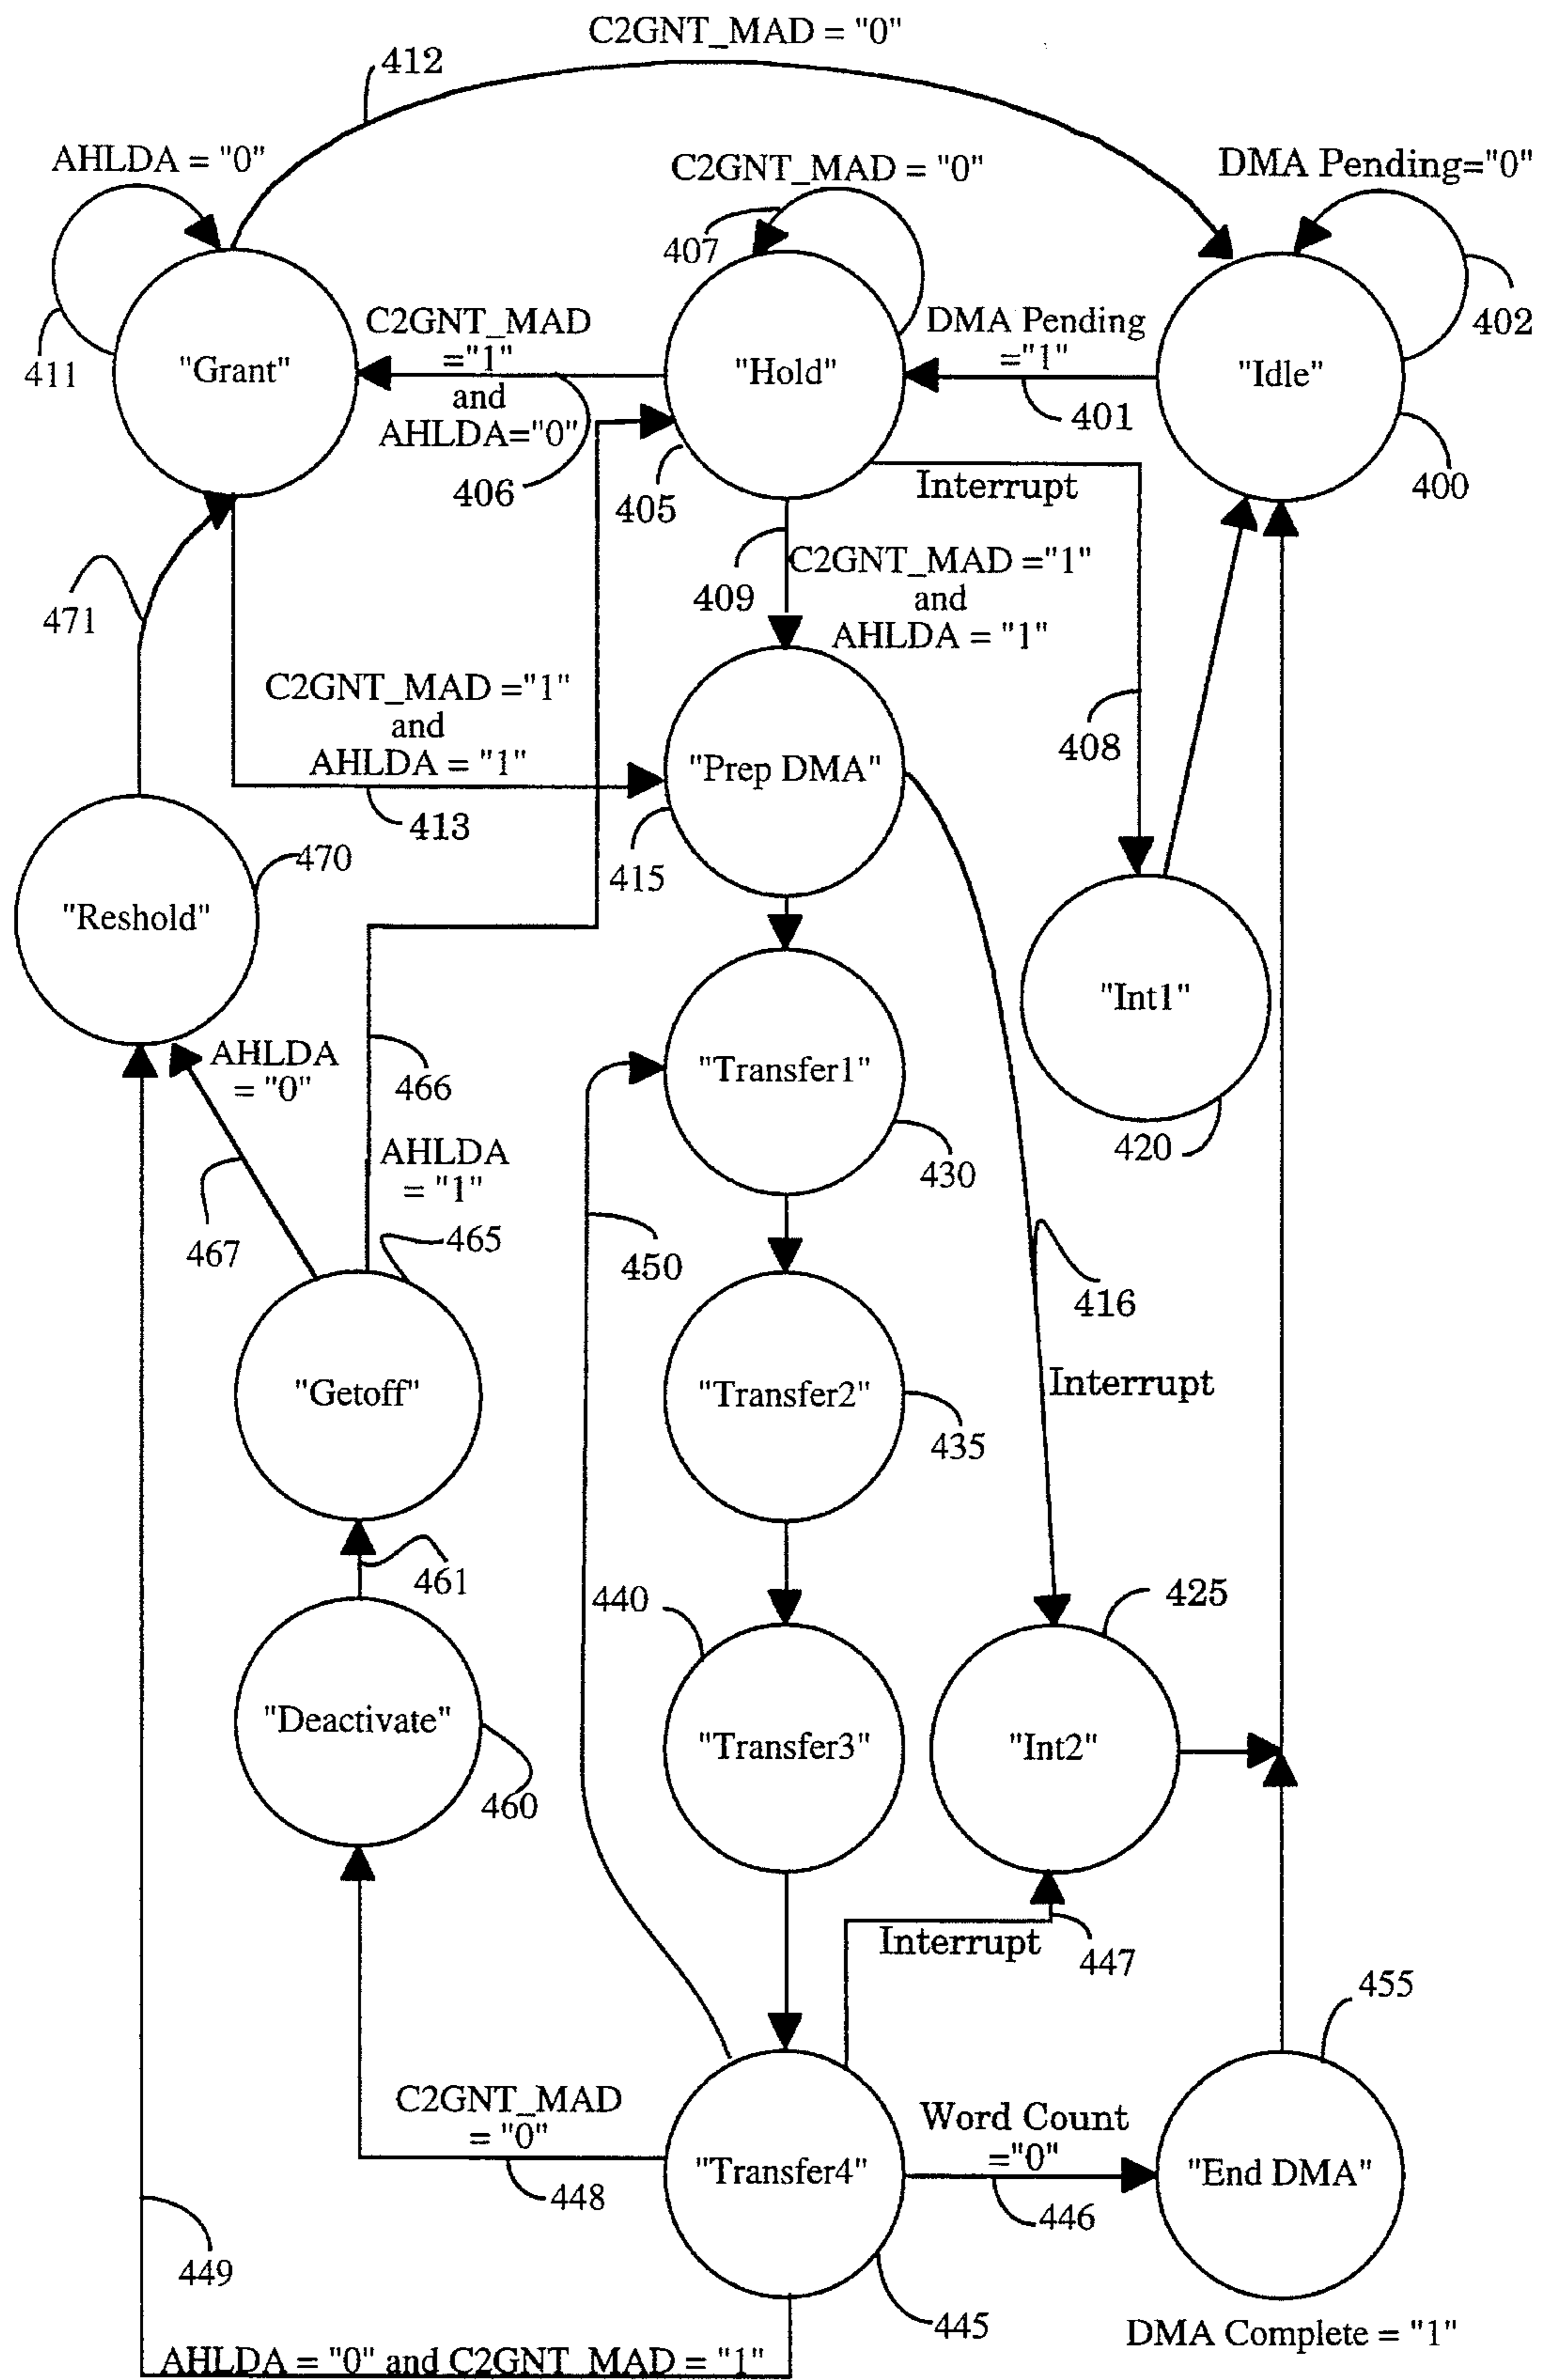 C2GNT_MAD = "0"
412
AHLDA = "0"
C2GNT_MAD = "0"
DMA Pending="0"
407
411
402
"Grant"
C2GNT_MAD
="1"
and
AHLDA="0"
406
"Hold"
DMA Pending
="1"
401
"Idle"
400
405
Interrupt
409
C2GNT_MAD ="1"
and
AHLDA = "1"
471
408
C2GNT_MAD ="1"
and
AHLDA = "1"
413
"Prep DMA"
415
470
"Reshold"
"Int1"
420
AHLDA
= "0"
466
"Transfer1"
430
AHLDA
= "1"
467
465
450
416
"Getoff"
"Transfer2"
435
Interrupt
461
440
425
"Deactivate"
460
"Transfer3"
"Int2"
Interrupt
447
455
C2GNT_MAD
= "0"
448
"Transfer4"
Word Count
="0"
446
"End DMA"
449
445
DMA Complete = "1"
AHLDA = "0" and C2GNT_MAD = "1"